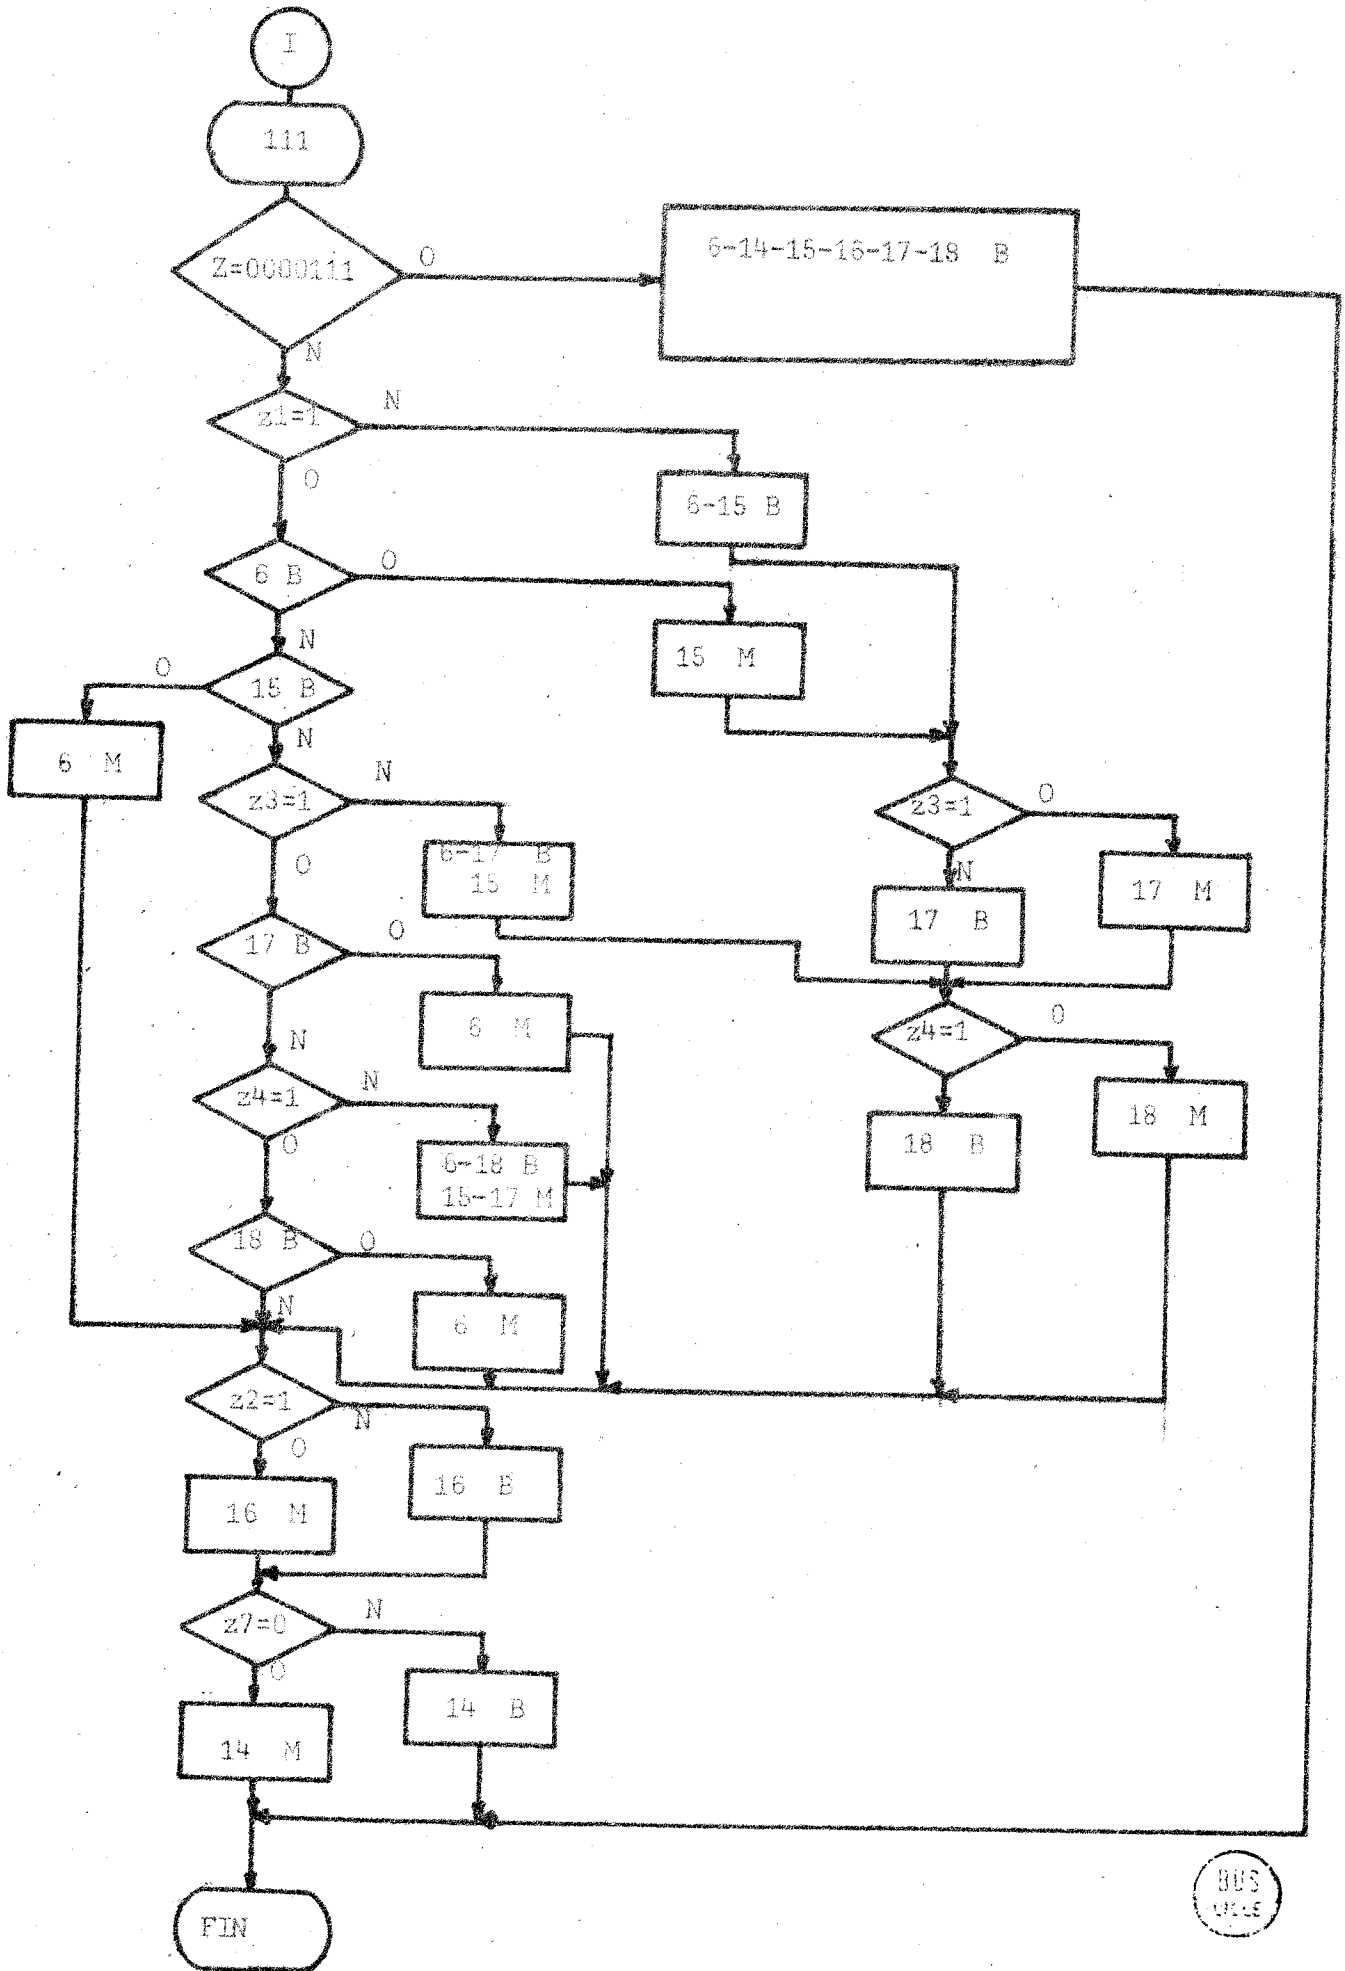 I
111
Z=0000111
O
6-14-15-16-17-18 B
N
z1=1
N
O
6-15 B
6 B
O
N
15 M
O
15 B
N
6 M
z3=1
N
O
6-17 B
15 M
z3=1
O
N
17 B
17 M
17 B
O
N
6 M
z4=1
O
18 B
18 M
z4=1
N
O
6-18 B
15-17 M
18 B
O
N
6 M
z2=1
N
O
16 M
16 B
z7=0
N
O
14 M
14 B
FIN
BUS
LILLE